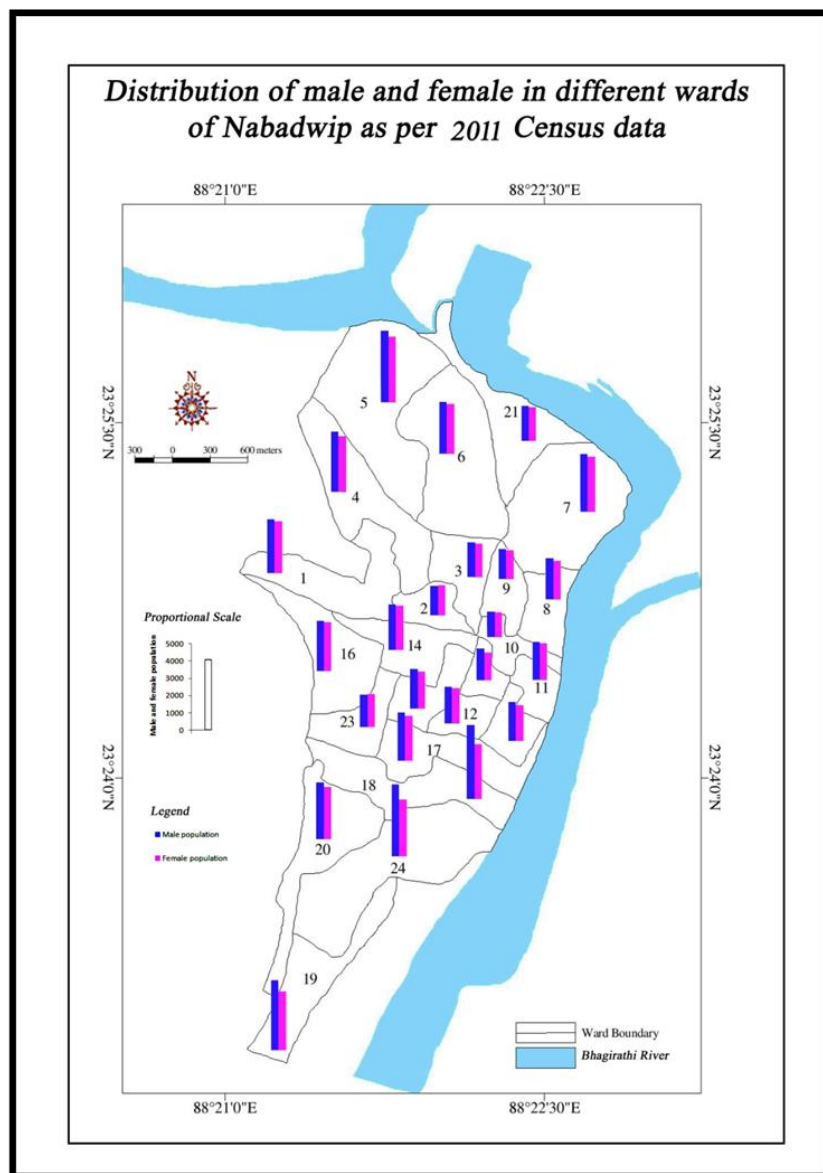 Distribution of male and female in different wards
of Nabadwip as per 2011 Census data
88°21'0"E
88°22'30"E
N
23°25'30"N
23°25'30"N
300 0 300 600 meters
5
21
6
4
7
3
9
1
8
2
10
14
16
11
Proportional Scale
Male and female population
5000
4000
3000
2000
1000
0
23
12
17
23°24'0"N
23°24'0"N
18
Legend
Male population
Female population
20
24
19
Ward Boundary
Bhagirathi River
88°21'0"E
88°22'30"E